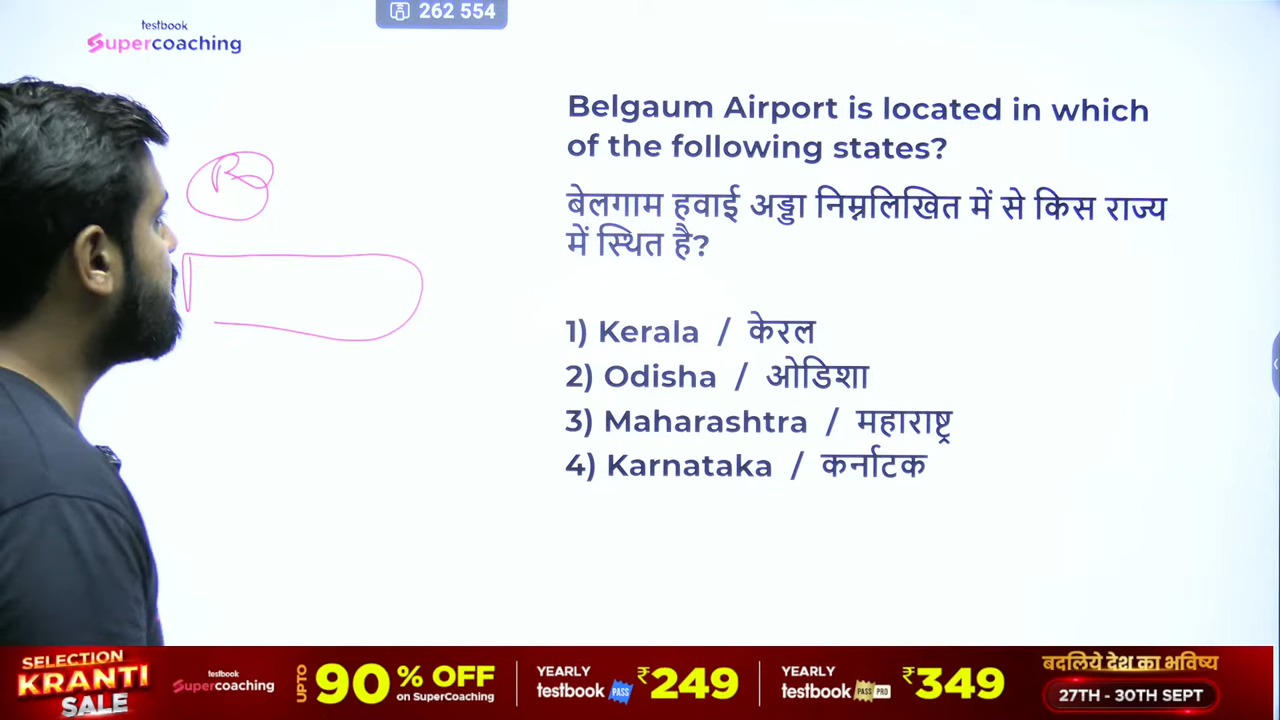 262 554
testbook
Supercoaching
Belgaum Airport is located in which
of the following states?
बेलगाम हवाई अड्डा निम्नलिखित में से किस राज्य
में स्थित है?
1) Kerala / केरल
2) Odisha / ओडिशा
3) Maharashtra / महाराष्ट्र
4) Karnataka / कर्नाटक
SELECTION
KRANTI
SALE
testbook
Supercoaching
UPTO
90% OFF
on SuperCoaching
YEARLY
testbook PASS
₹249
YEARLY
testbook PASS PRO
₹349
बदलिये देश का भविष्य
27TH - 30TH SEPT